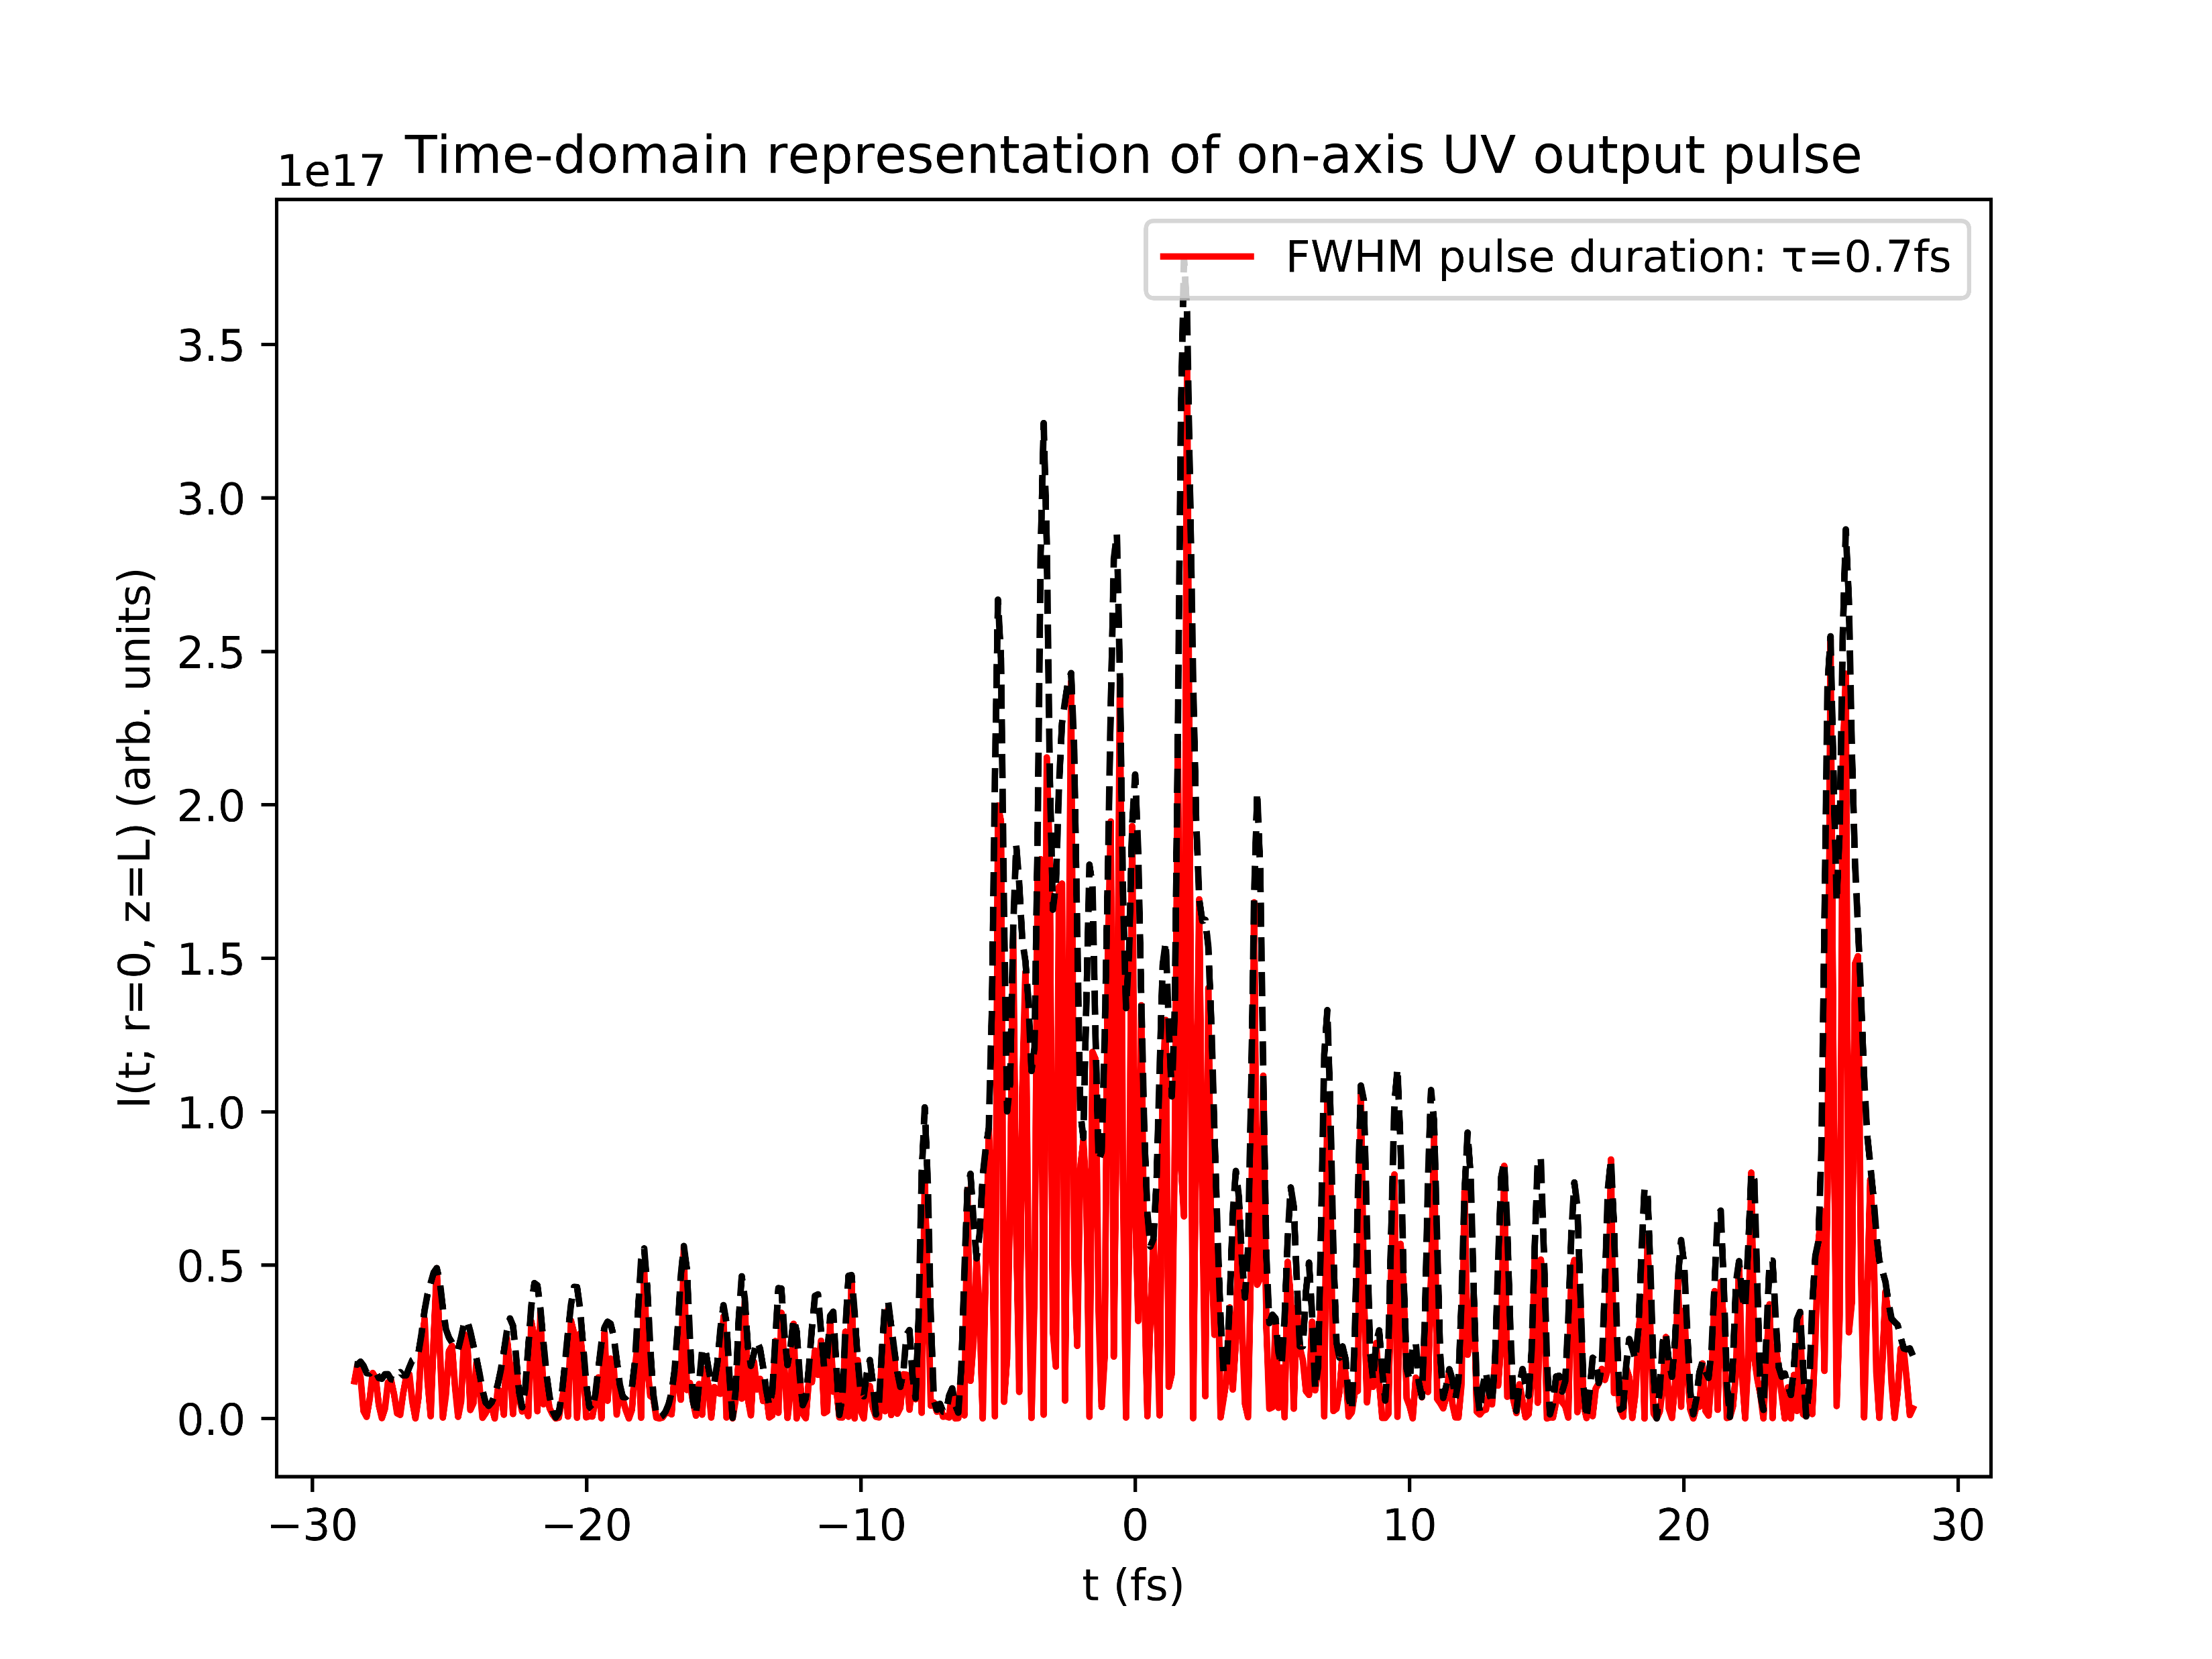 Time-domain representation of on-axis UV output pulse
1e17
FWHM pulse duration: τ=0.7fs
I(t; r=0, z=L) (arb. units)
3.5
3.0
2.5
2.0
1.5
1.0
0.5
0.0
−30 −20 −10 0 10 20 30
t (fs)